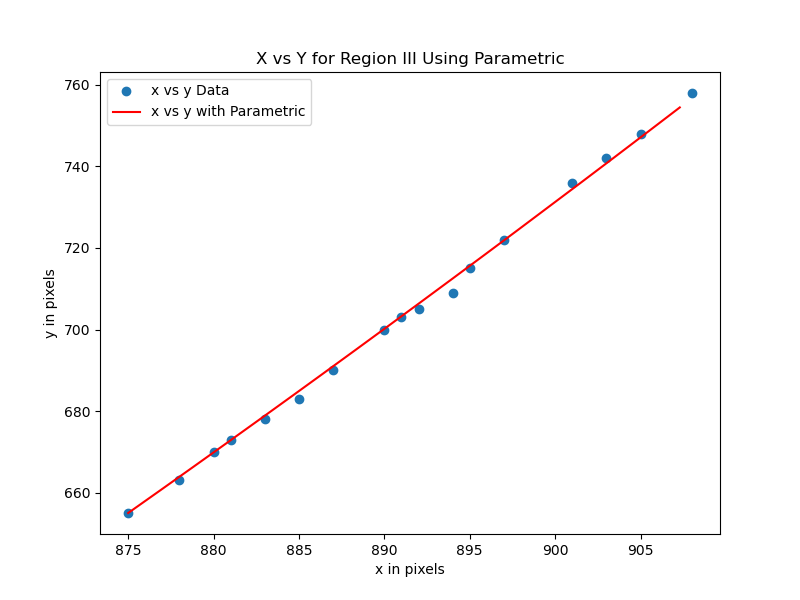 X vs Y for Region III Using Parametric
x vs y Data
x vs y with Parametric
760
740
720
700
680
660
y in pixels
875 880 885 890 895 900 905
x in pixels